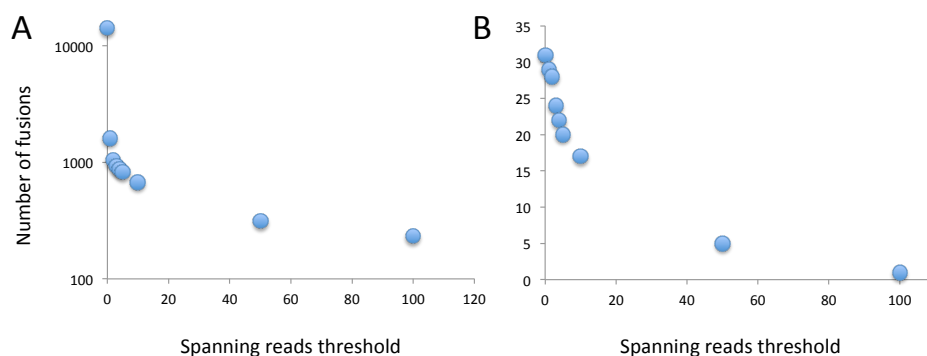 A
Number of fusions
10000
1000
100
0 20 40 60 80 100 120
Spanning reads threshold
B
35
30
25
20
15
10
5
0
0 20 40 60 80 100
Spanning reads threshold